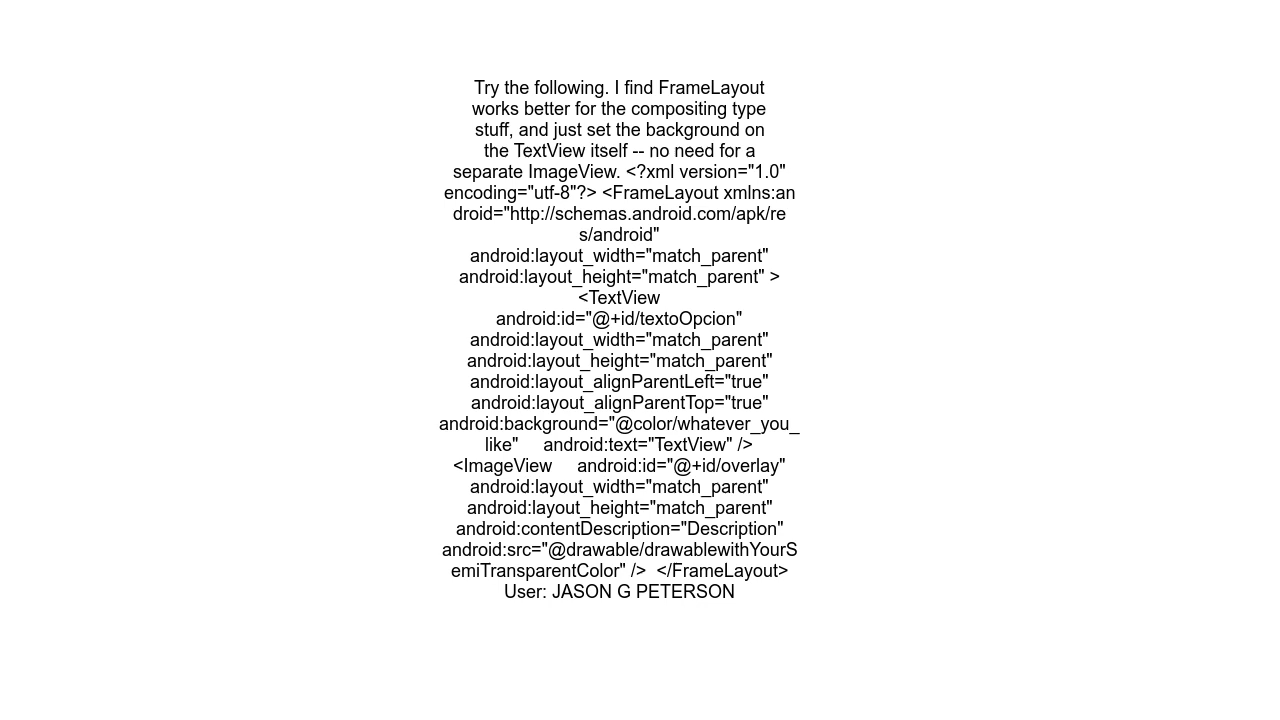 Try the following. I find FrameLayout
works better for the compositing type
stuff, and just set the background on
the TextView itself -- no need for a
separate ImageView. <?xml version="1.0"
encoding="utf-8"?> <FrameLayout xmlns:an
droid="http://schemas.android.com/apk/re
s/android"
android:layout_width="match_parent"
android:layout_height="match_parent" >
<TextView
android:id="@+id/textoOpcion"
android:layout_width="match_parent"
android:layout_height="match_parent"
android:layout_alignParentLeft="true"
android:layout_alignParentTop="true"
android:background="@color/whatever_you_
like"     android:text="TextView" />
<ImageView     android:id="@+id/overlay"
android:layout_width="match_parent"
android:layout_height="match_parent"
android:contentDescription="Description"
android:src="@drawable/drawablewithYourS
emiTransparentColor" />  </FrameLayout>
User: JASON G PETERSON